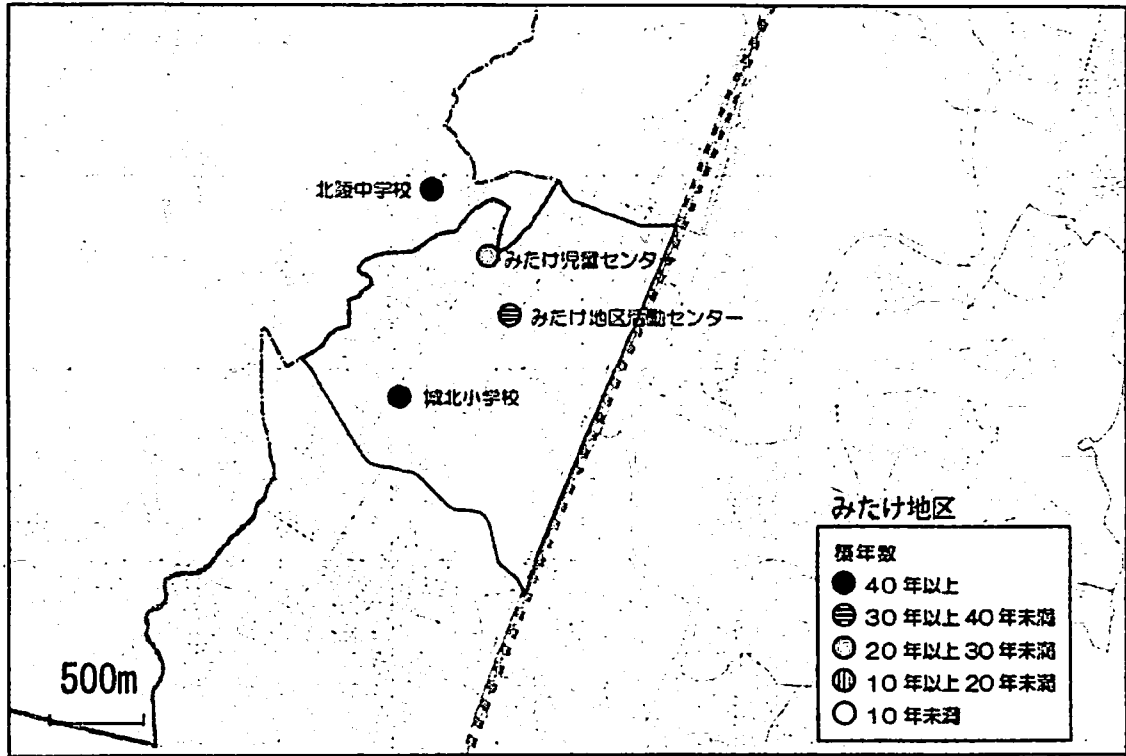 北陵中学校
みたけ児童センター
みたけ地区活動センター
城北小学校
みたけ地区
築年数
40年以上
30年以上40年未満
20年以上30年未満
10年以上20年未満
10年未満
500m